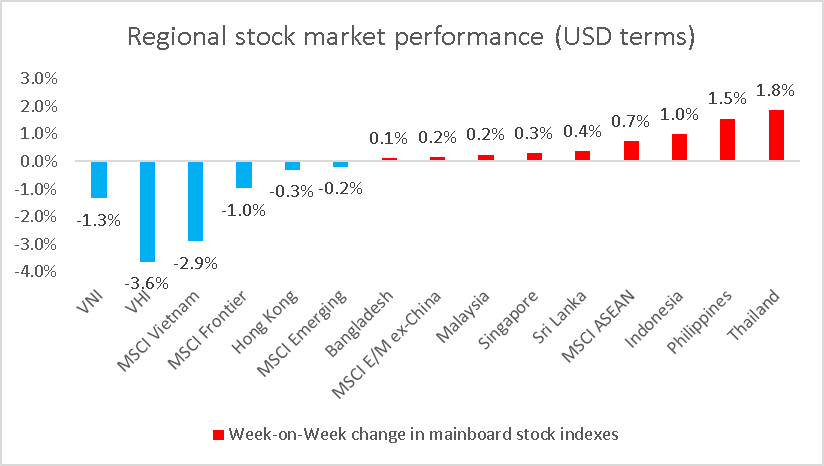 Regional stock market performance (USD terms)
3.0%
2.0%
1.0%
0.0%
-1.0%
-2.0%
-3.0%
-4.0%
-1.3%
-3.6%
-2.9%
-1.0%
-0.3%
-0.2%
0.1%
0.2%
0.2%
0.3%
0.4%
0.7%
1.0%
1.5%
1.8%
VNI
VHI
MSCI Vietnam
MSCI Frontier
Hong Kong
MSCI Emerging
Bangladesh
MSCI E/M ex-China
Malaysia
Singapore
Sri Lanka
MSCI ASEAN
Indonesia
Philippines
Thailand
Week-on-Week change in mainboard stock indexes